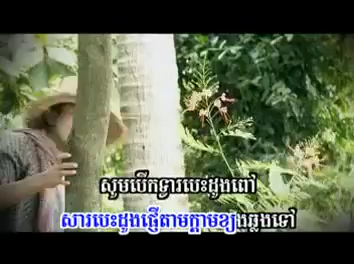 សូមបើកទ្វារបេះដូងពៅ
សារបេះដូងផ្ញើតាមក្ដាមខ្យងឆ្លងទៅ